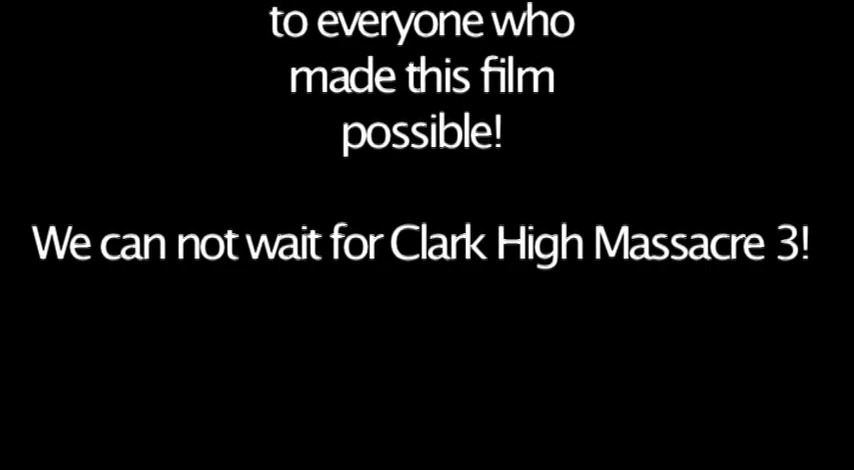 to everyone who
made this film
possible!
We can not wait for Clark High Massacre 3!